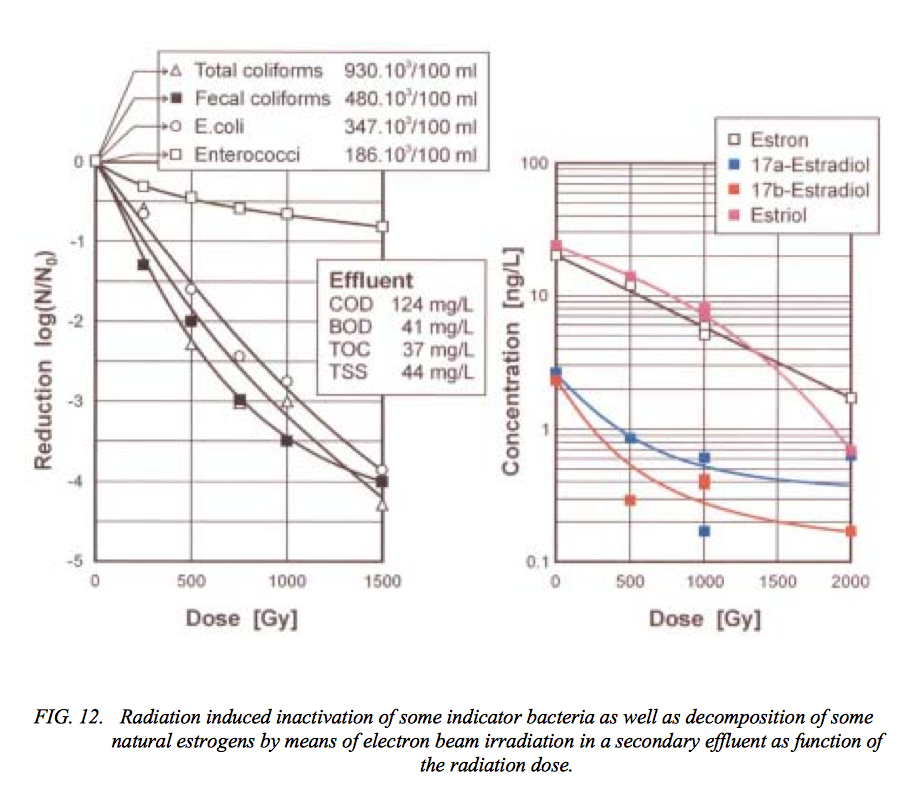 Total coliforms 930.10³/100 ml
Fecal coliforms 480.10³/100 ml
E.coli 347.10³/100 ml
Enterococci 186.10³/100 ml
0
-1
-2
-3
-4
-5
Reduction log(N/N₀)
Effluent
COD 124 mg/L
BOD 41 mg/L
TOC 37 mg/L
TSS 44 mg/L
0 500 1000 1500
Dose [Gy]
Estron
17a-Estradiol
17b-Estradiol
Estriol
100
10
1
0.1
Concentration [ng/L]
0 500 1000 1500 2000
Dose [Gy]
FIG. 12. Radiation induced inactivation of some indicator bacteria as well as decomposition of some
natural estrogens by means of electron beam irradiation in a secondary effluent as function of
the radiation dose.